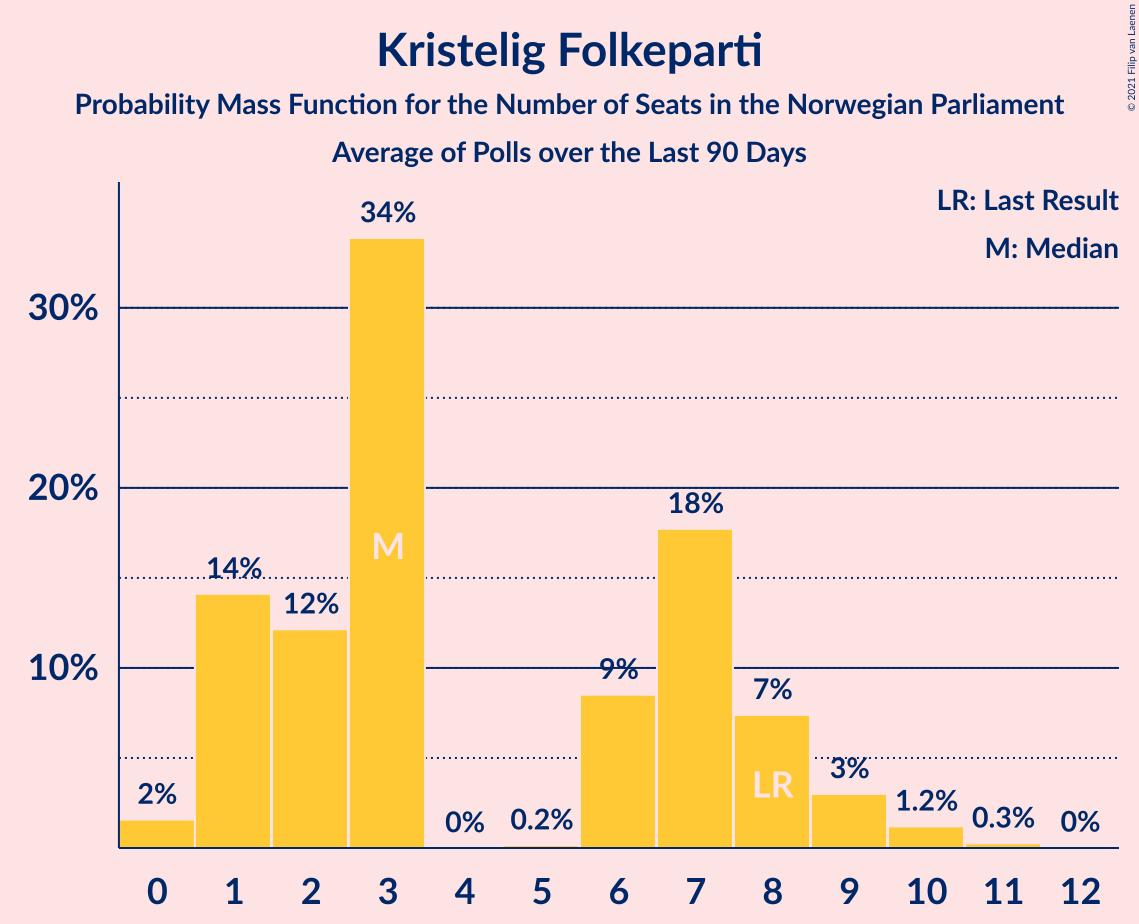 Kristelig Folkeparti
Probability Mass Function for the Number of Seats in the Norwegian Parliament
Average of Polls over the Last 90 Days
© 2021 Filip van Laenen
LR: Last Result
M: Median
34%
30%
20%
18%
M
14%
12%
10%
9%
7%
LR
3%
2%
1.2%
0.3%
0.2%
0%
0%
0 1 2 3 4 5 6 7 8 9 10 11 12